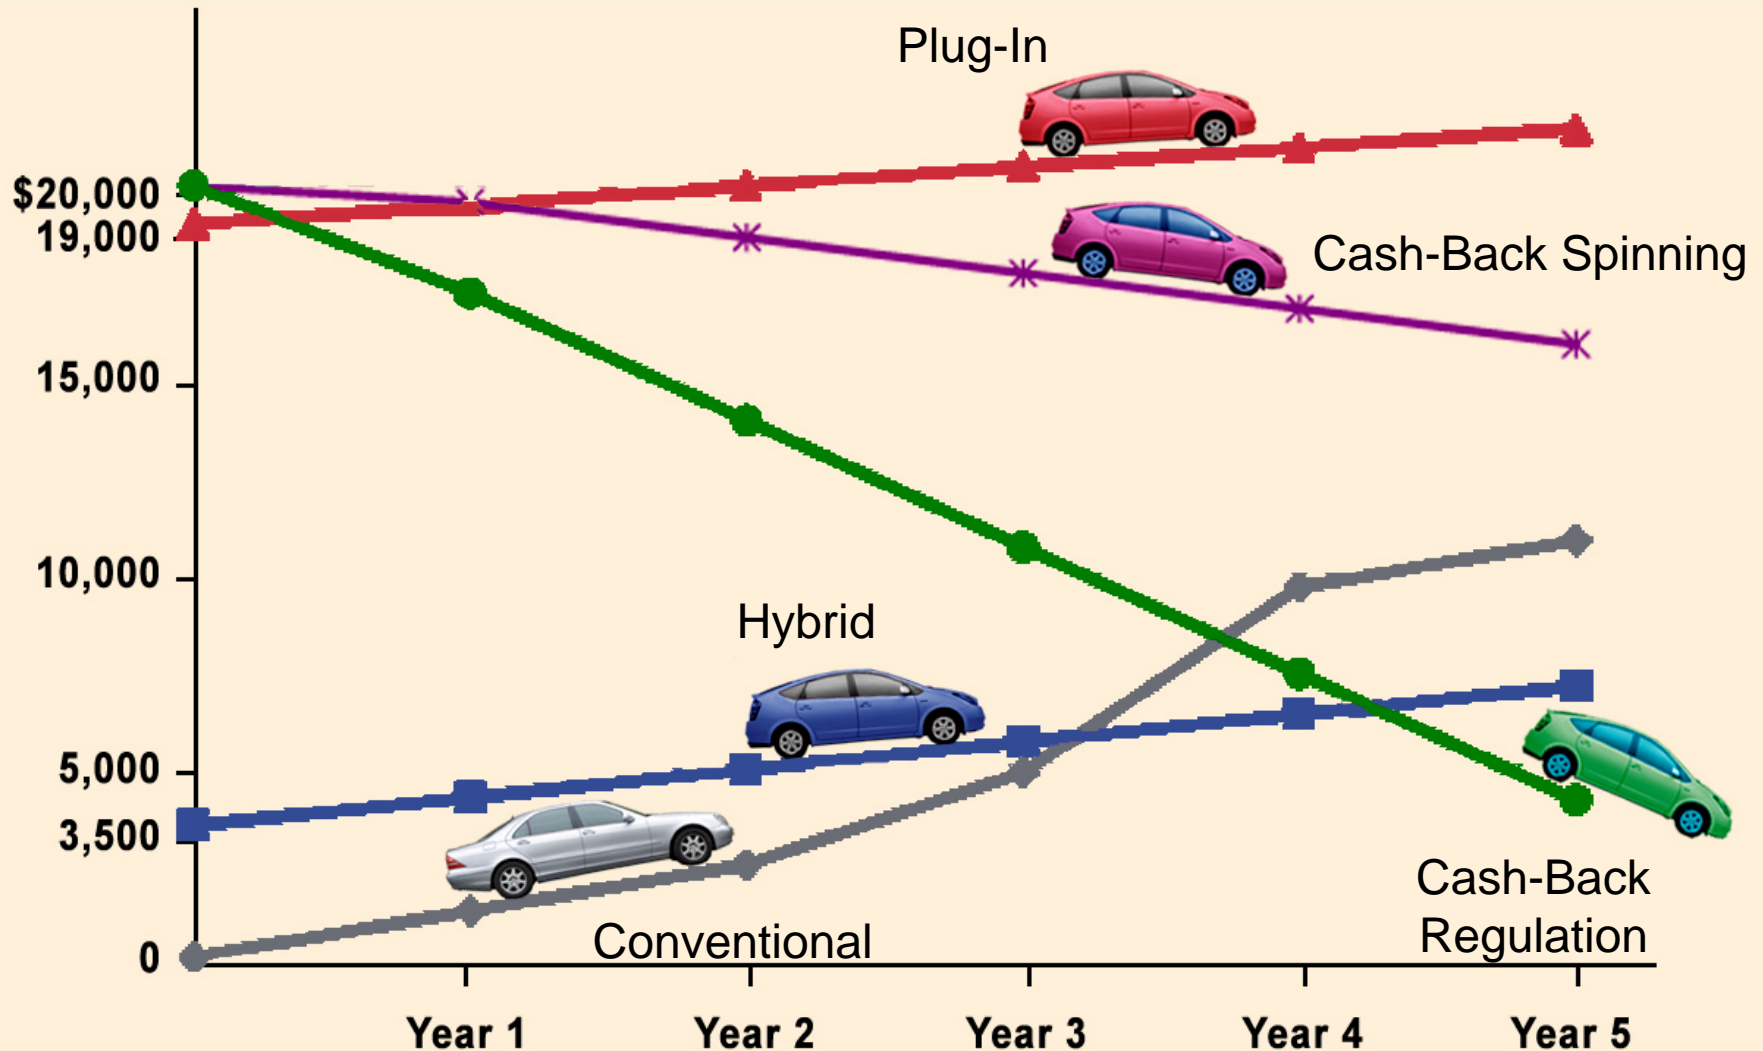 Plug-In
$20,000
19,000
Cash-Back Spinning
15,000
10,000
Hybrid
5,000
3,500
Cash-Back
Regulation
Conventional
0
Year 1 Year 2 Year 3 Year 4 Year 5